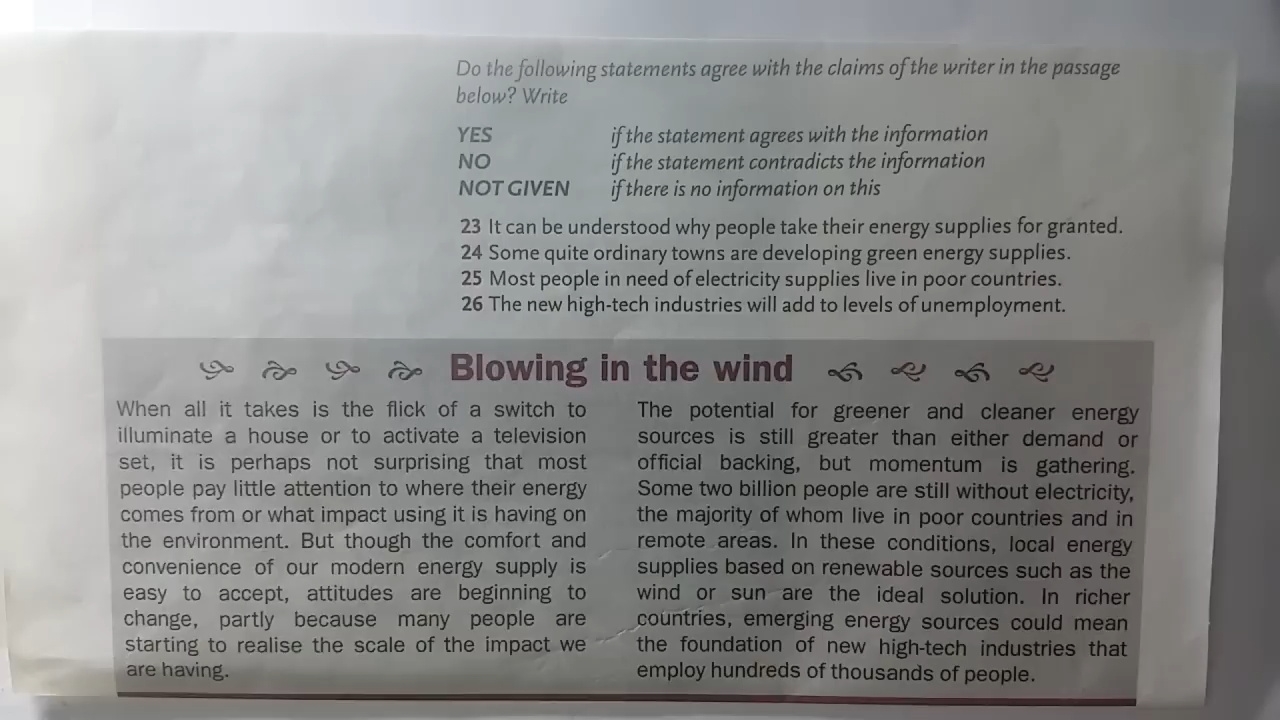 Do the following statements agree with the claims of the writer in the passage
below? Write
YES if the statement agrees with the information
NO if the statement contradicts the information
NOT GIVEN if there is no information on this
23 It can be understood why people take their energy supplies for granted.
24 Some quite ordinary towns are developing green energy supplies.
25 Most people in need of electricity supplies live in poor countries.
26 The new high-tech industries will add to levels of unemployment.
Blowing in the wind
When all it takes is the flick of a switch to
illuminate a house or to activate a television
set, it is perhaps not surprising that most
people pay little attention to where their energy
comes from or what impact using it is having on
the environment. But though the comfort and
convenience of our modern energy supply is
easy to accept, attitudes are beginning to
change, partly because many people are
starting to realise the scale of the impact we
are having.
The potential for greener and cleaner energy
sources is still greater than either demand or
official backing, but momentum is gathering.
Some two billion people are still without electricity,
the majority of whom live in poor countries and in
remote areas. In these conditions, local energy
supplies based on renewable sources such as the
wind or sun are the ideal solution. In richer
countries, emerging energy sources could mean
the foundation of new high-tech industries that
employ hundreds of thousands of people.